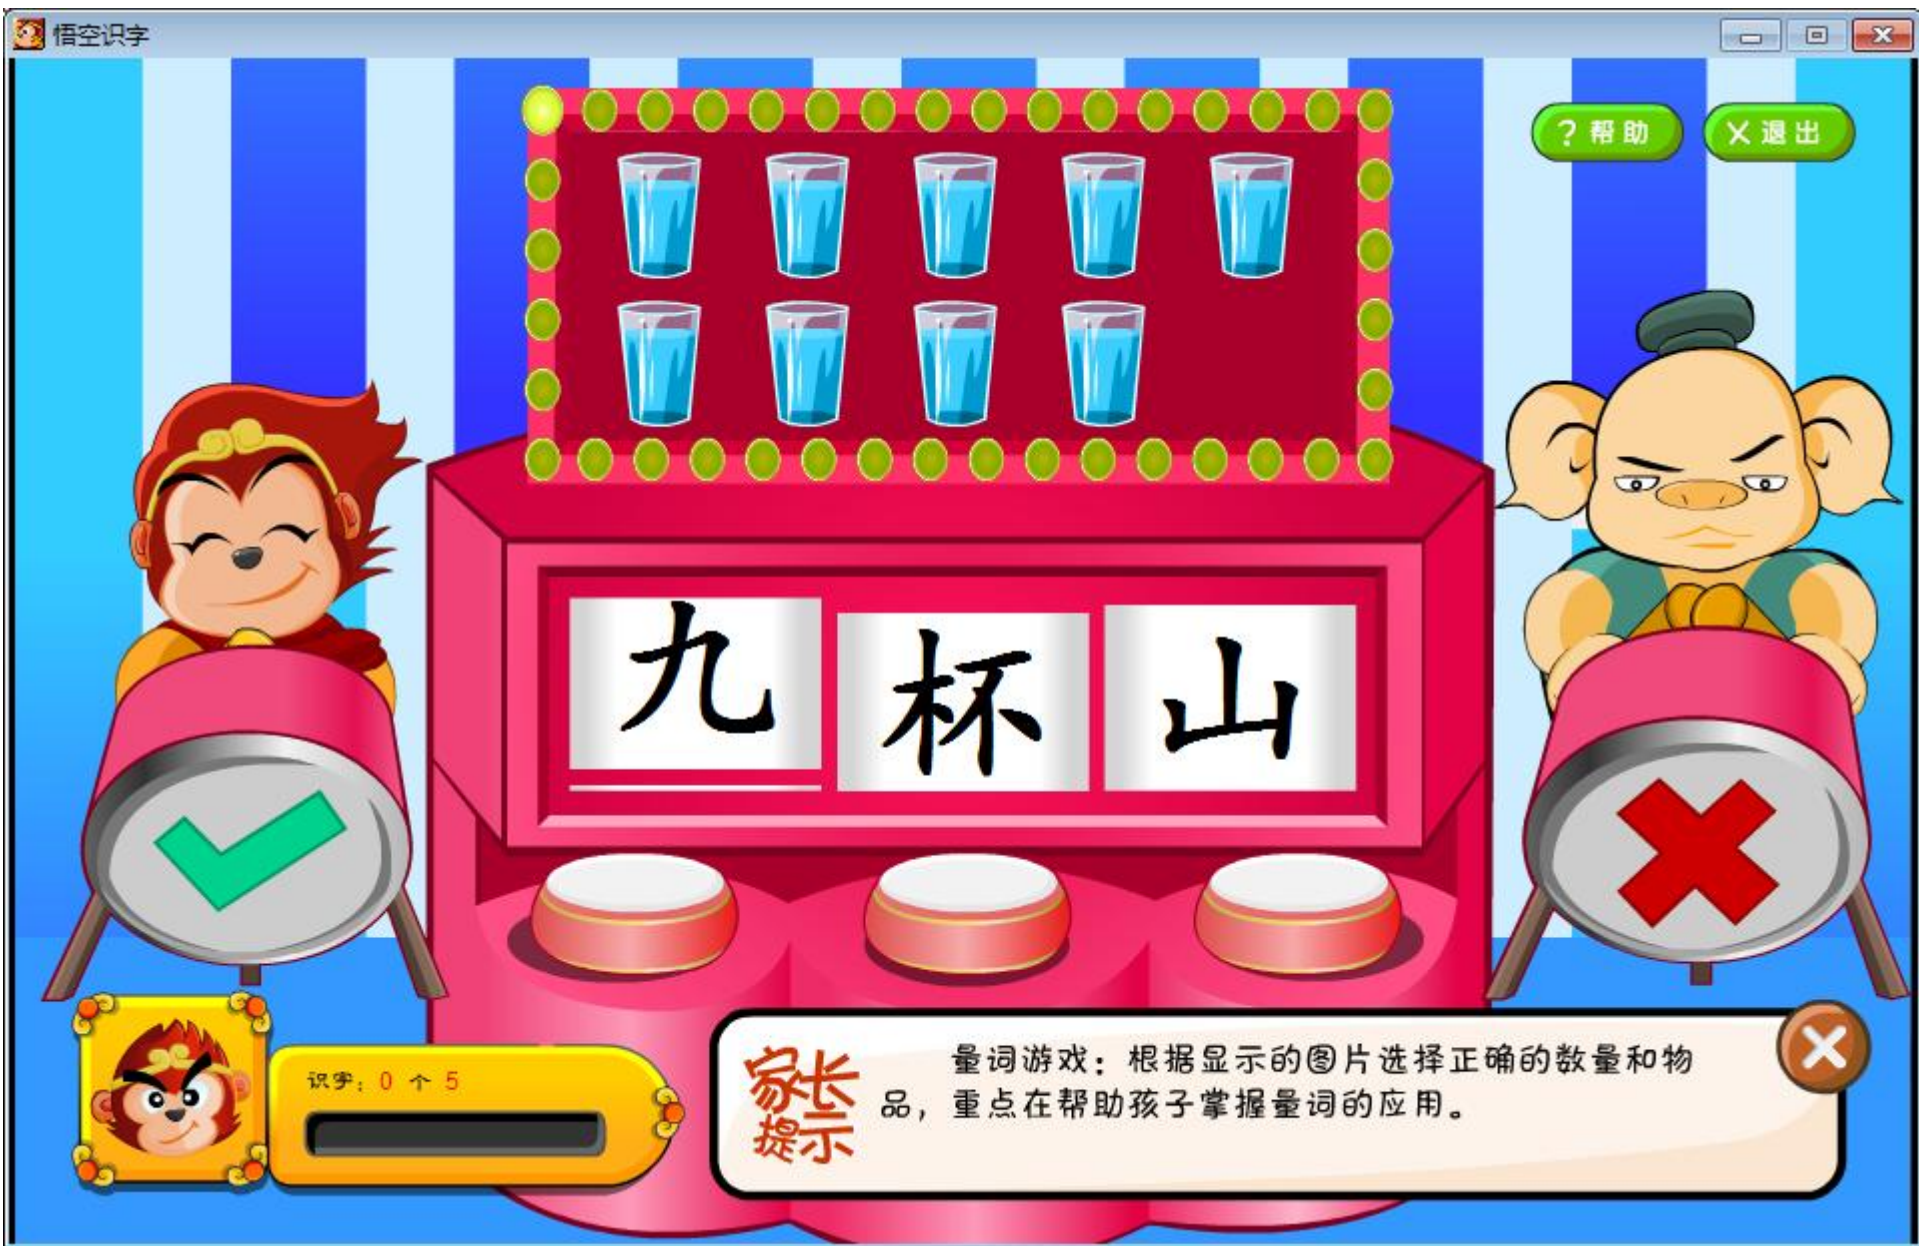 悟空识字
?帮助
X退出
九 杯 山
识字：0 个 5
家长
提示
量词游戏：根据显示的图片选择正确的数量和物
品，重点在帮助孩子掌握量词的应用。